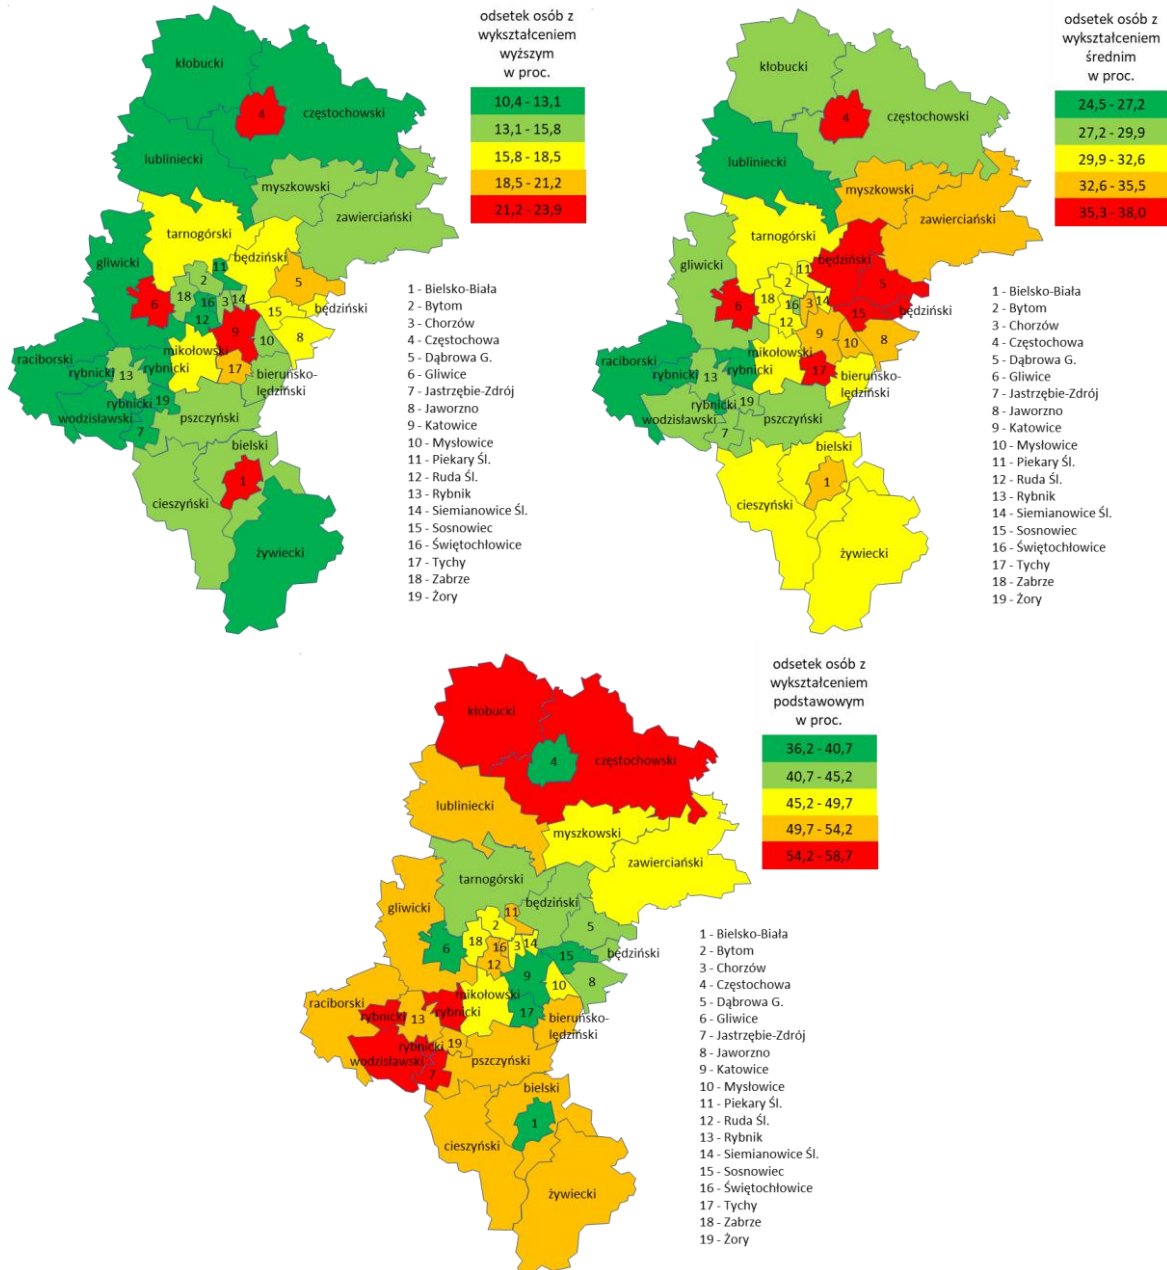 odsetek osób z
wykształceniem
wyższym
w proc.
10,4 - 13,1
13,1 - 15,8
15,8 - 18,5
18,5 - 21,2
21,2 - 23,9
kłobucki
4
częstochowski
lubliniecki
myszkowski
zawierciański
tarnogórski
gliwicki
będziński
11
2
5
6
18
16
3
14
będziński
15
12
9
8
10
mikołowski
raciborski
rybnicki
13
rybnicki
17
bieruńsko-
lędziński
rybnicki
19
wodzisławski
7
pszczyński
bielski
1
cieszyński
żywiecki
1 - Bielsko-Biała
2 - Bytom
3 - Chorzów
4 - Częstochowa
5 - Dąbrowa G.
6 - Gliwice
7 - Jastrzębie-Zdrój
8 - Jaworzno
9 - Katowice
10 - Mysłowice
11 - Piekary Śl.
12 - Ruda Śl.
13 - Rybnik
14 - Siemianowice Śl.
15 - Sosnowiec
16 - Świętochłowice
17 - Tychy
18 - Zabrze
19 - Żory
odsetek osób z
wykształceniem
średnim
w proc.
24,5 - 27,2
27,2 - 29,9
29,9 - 32,6
32,6 - 35,5
35,3 - 38,0
kłobucki
4
częstochowski
lubliniecki
myszkowski
zawierciański
tarnogórski
gliwicki
będziński
11
2
5
6
18
16
3
14
będziński
15
12
9
8
10
mikołowski
raciborski
rybnicki
13
rybnicki
17
bieruńsko-
lędziński
rybnicki
19
wodzisławski
7
pszczyński
bielski
1
cieszyński
żywiecki
1 - Bielsko-Biała
2 - Bytom
3 - Chorzów
4 - Częstochowa
5 - Dąbrowa G.
6 - Gliwice
7 - Jastrzębie-Zdrój
8 - Jaworzno
9 - Katowice
10 - Mysłowice
11 - Piekary Śl.
12 - Ruda Śl.
13 - Rybnik
14 - Siemianowice Śl.
15 - Sosnowiec
16 - Świętochłowice
17 - Tychy
18 - Zabrze
19 - Żory
odsetek osób z
wykształceniem
podstawowym
w proc.
36,2 - 40,7
40,7 - 45,2
45,2 - 49,7
49,7 - 54,2
54,2 - 58,7
kłobucki
4
częstochowski
lubliniecki
myszkowski
zawierciański
tarnogórski
gliwicki
będziński
11
2
5
6
18
16
3
14
będziński
15
12
9
8
10
mikołowski
raciborski
rybnicki
13
rybnicki
17
bieruńsko-
lędziński
rybnicki
19
wodzisławski
7
pszczyński
bielski
1
cieszyński
żywiecki
1 - Bielsko-Biała
2 - Bytom
3 - Chorzów
4 - Częstochowa
5 - Dąbrowa G.
6 - Gliwice
7 - Jastrzębie-Zdrój
8 - Jaworzno
9 - Katowice
10 - Mysłowice
11 - Piekary Śl.
12 - Ruda Śl.
13 - Rybnik
14 - Siemianowice Śl.
15 - Sosnowiec
16 - Świętochłowice
17 - Tychy
18 - Zabrze
19 - Żory